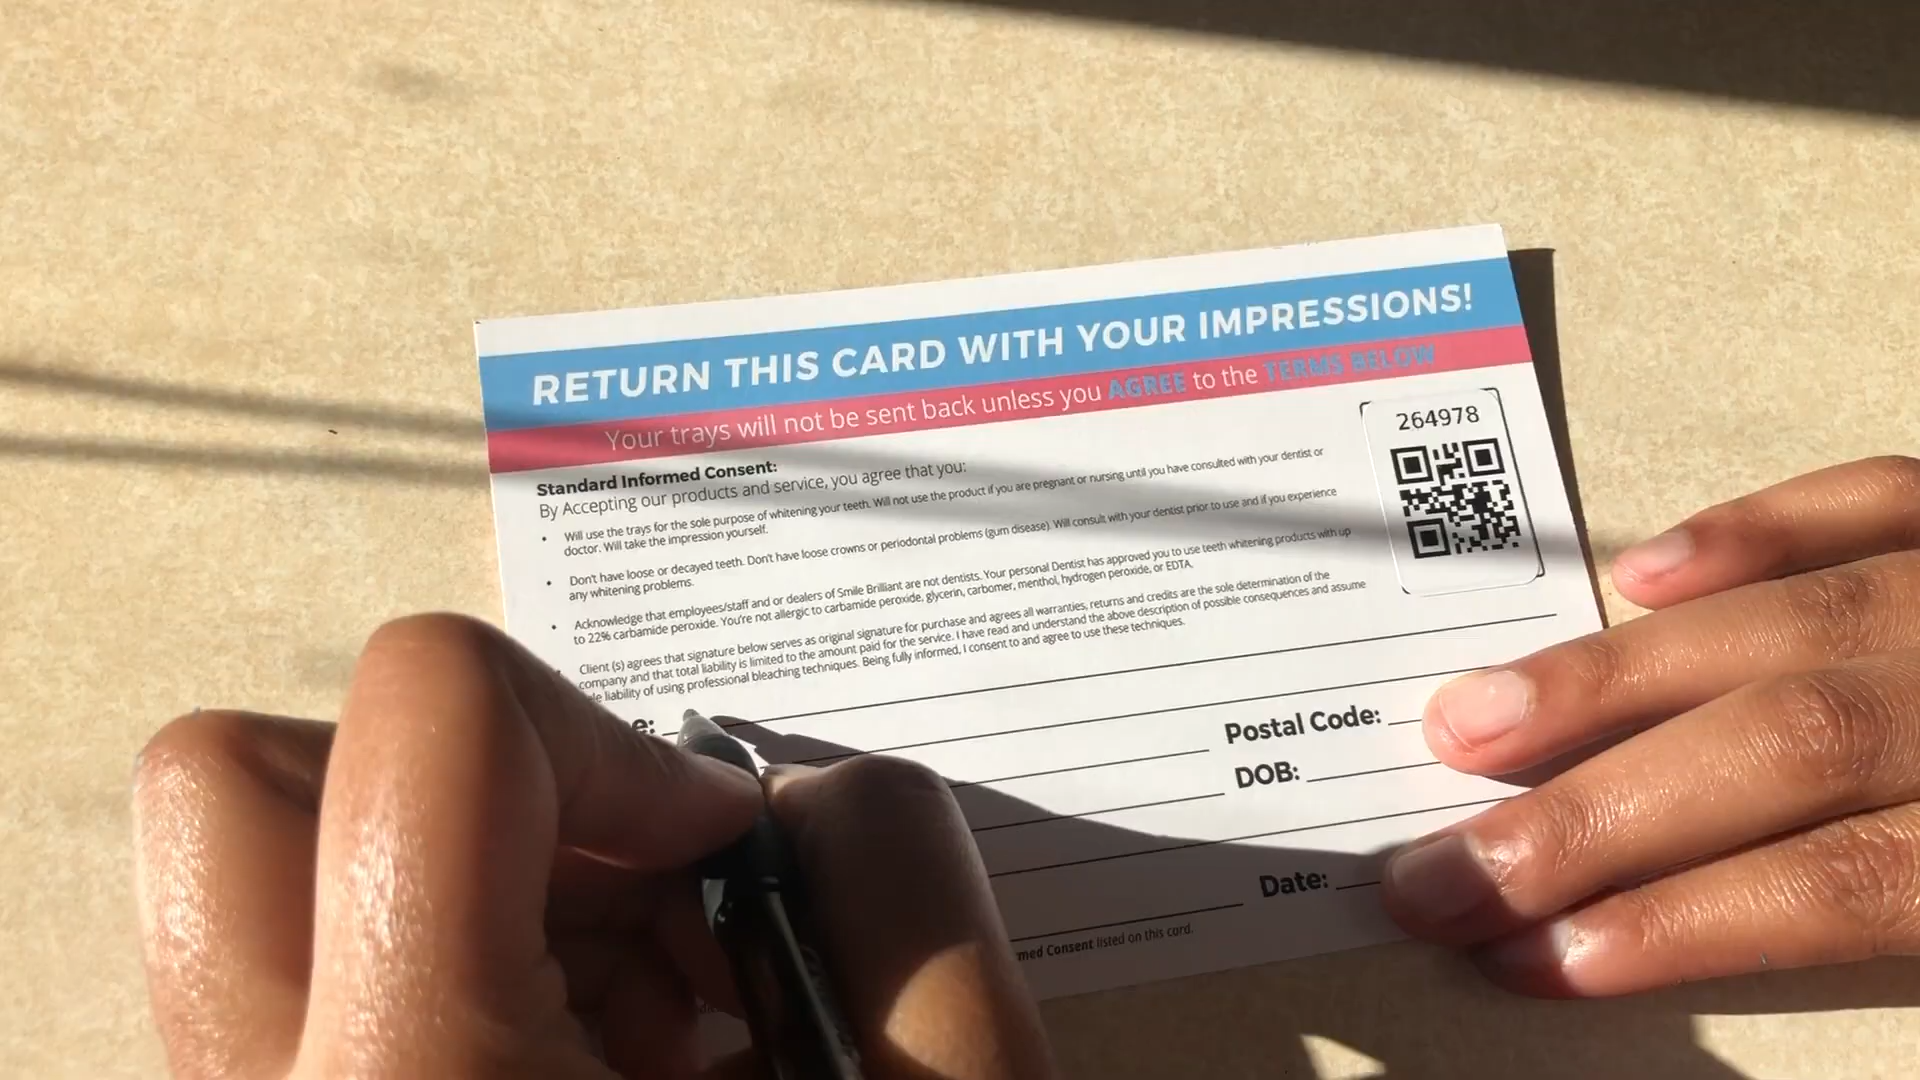 RETURN THIS CARD WITH YOUR IMPRESSIONS!
Your trays will not be sent back unless you AGREE to the TERMS BELOW
264978
Standard Informed Consent:
By Accepting our products and service, you agree that you:
• Will use the trays for the sole purpose of whitening your teeth. Will not use the product if you are pregnant or nursing until you have consulted with your dentist or
doctor. Will take the impression yourself.
• Don't have loose or decayed teeth. Don't have loose crowns or periodontal problems (gum disease). Will consult with your dentist prior to use and if you experience
any whitening problems.
• Acknowledge that employees/staff and or dealers of Smile Brilliant are not dentists. Your personal Dentist has approved you to use teeth whitening products with up
to 22% carbamide peroxide. You're not allergic to carbamide peroxide, glycerin, carbomer, menthol, hydrogen peroxide, or EDTA.
Client (s) agrees that signature below serves as original signature for purchase and agrees all warranties, returns and credits are the sole determination of the
company and that total liability is limited to the amount paid for the service. I have read and understand the above description of possible consequences and assume
liability of using professional bleaching techniques. Being fully informed, I consent to and agree to use these techniques.
Postal Code:
DOB:
Date:
Consent listed on this card.